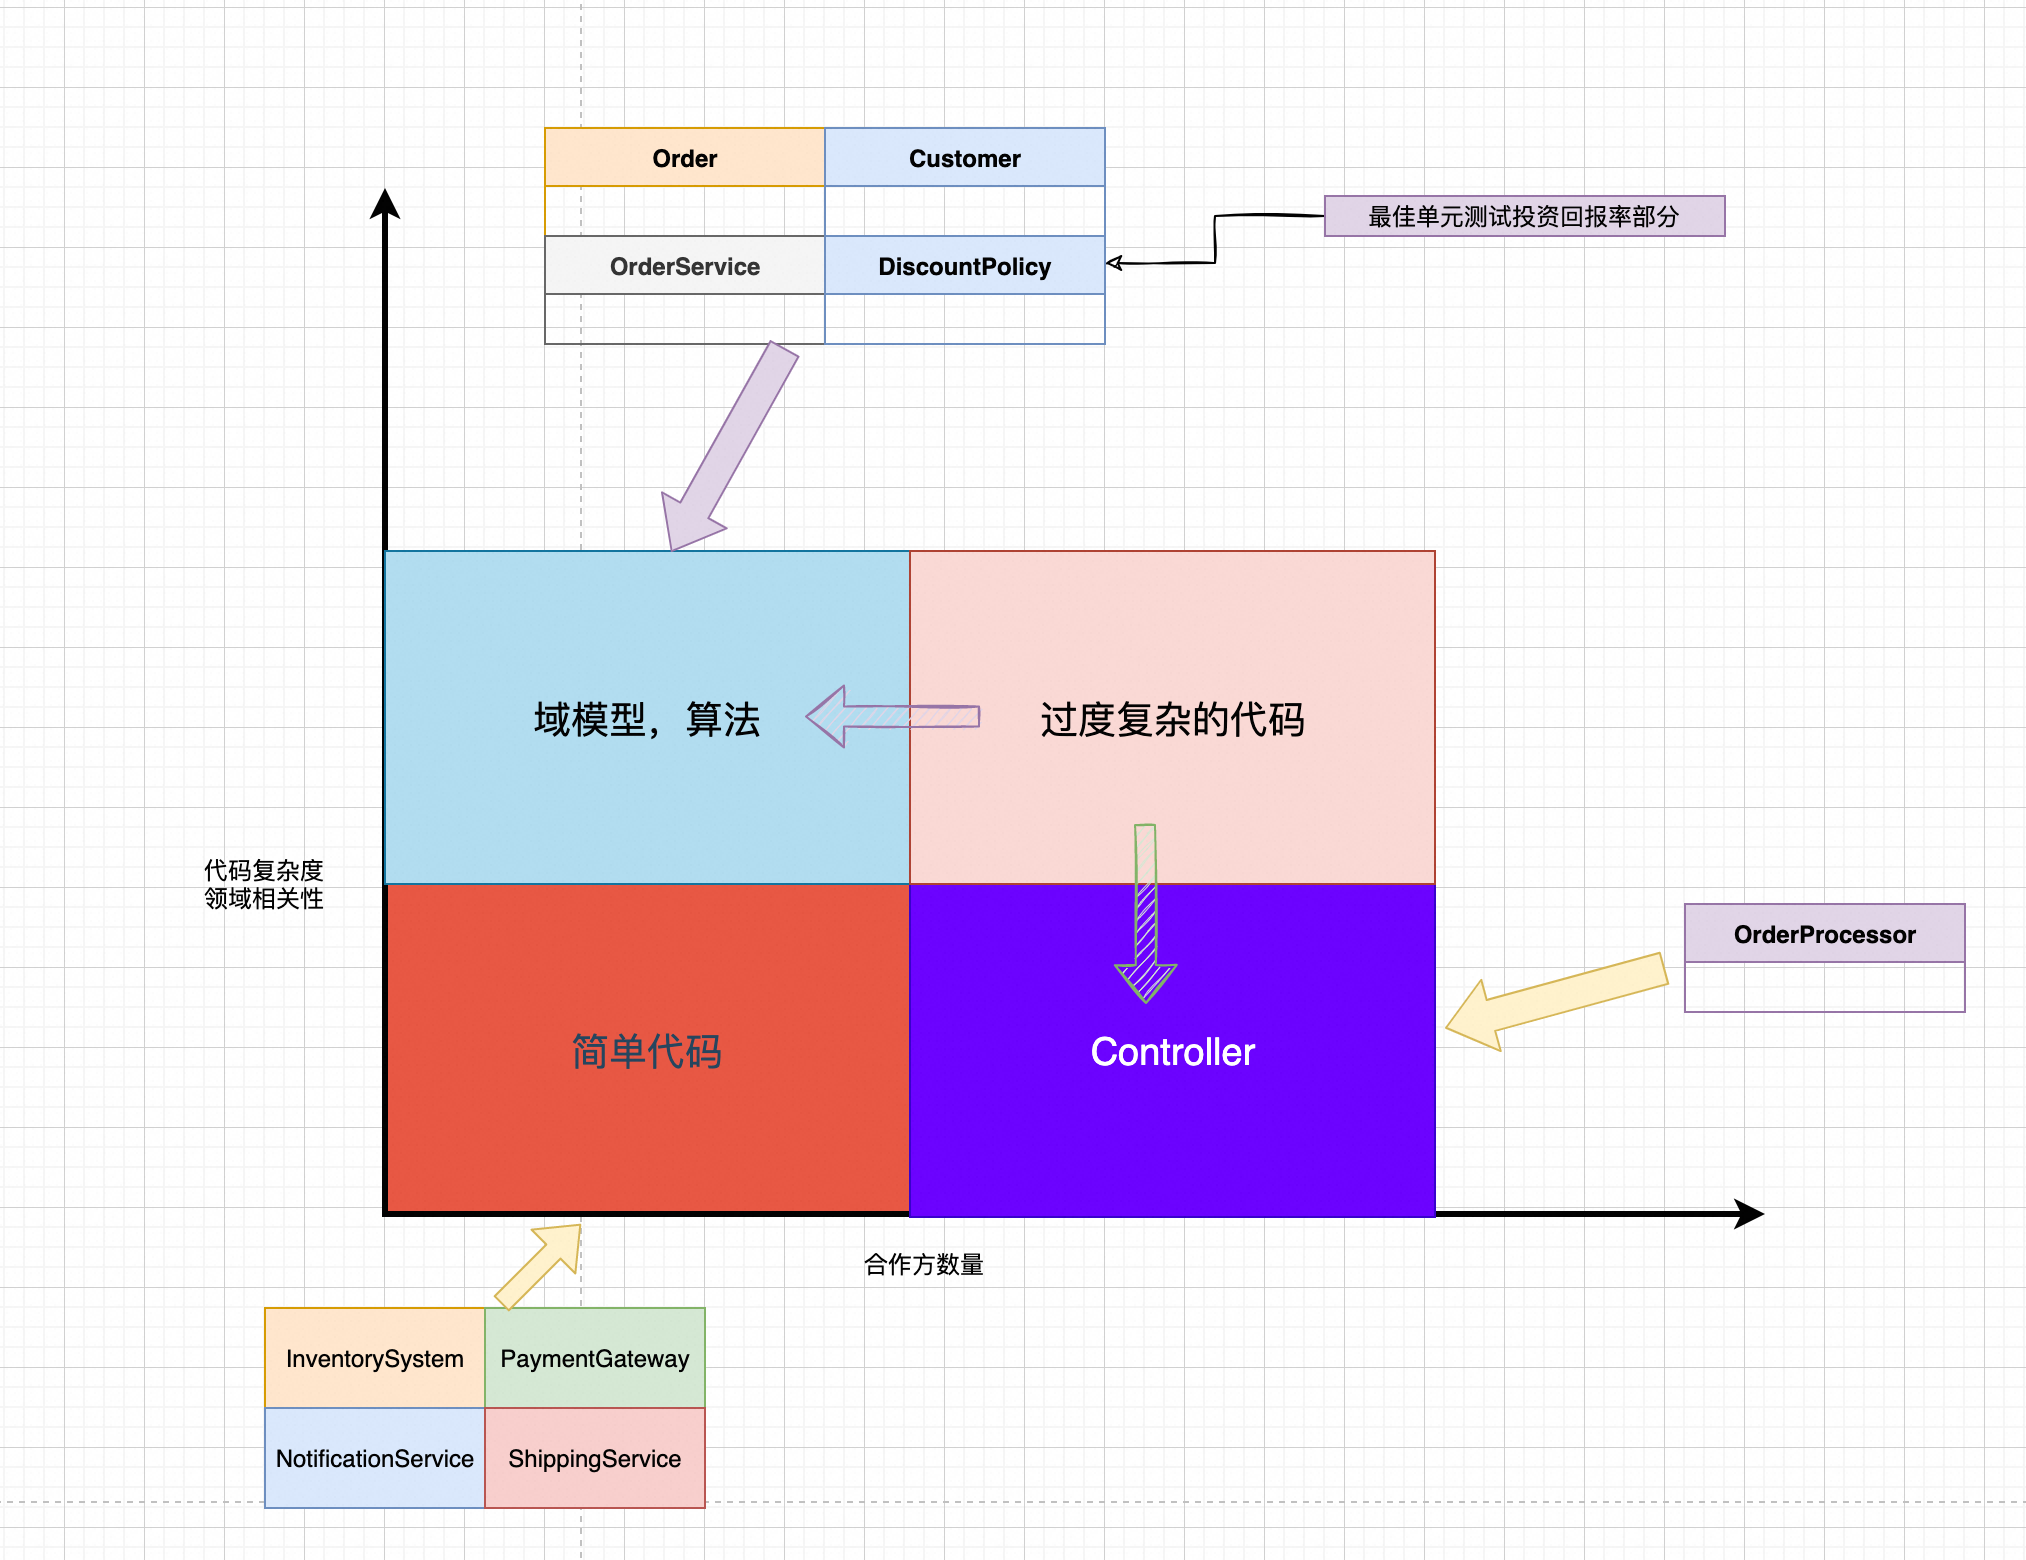 Order
Customer
最佳单元测试投资回报率部分
OrderService
DiscountPolicy
域模型，算法
过度复杂的代码
代码复杂度
领域相关性
OrderProcessor
简单代码
Controller
合作方数量
InventorySystem
PaymentGateway
NotificationService
ShippingService